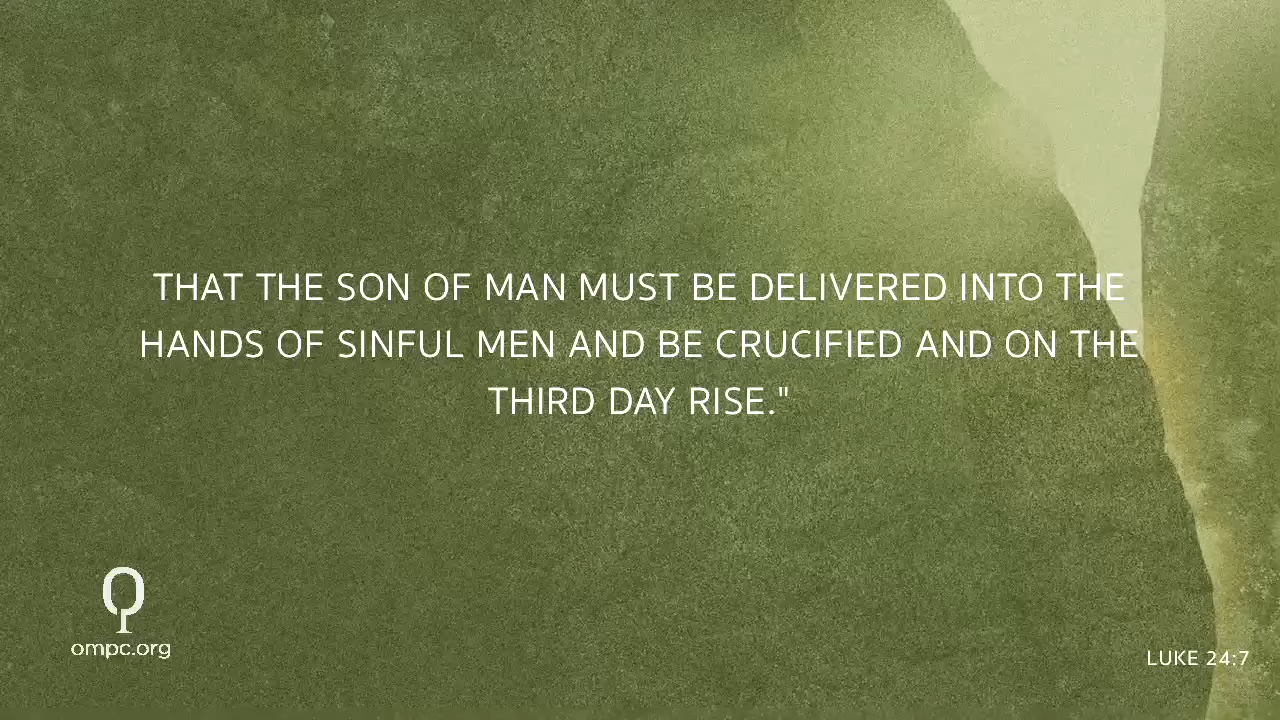 THAT THE SON OF MAN MUST BE DELIVERED INTO THE
HANDS OF SINFUL MEN AND BE CRUCIFIED AND ON THE
THIRD DAY RISE."
ompc.org
LUKE 24:7